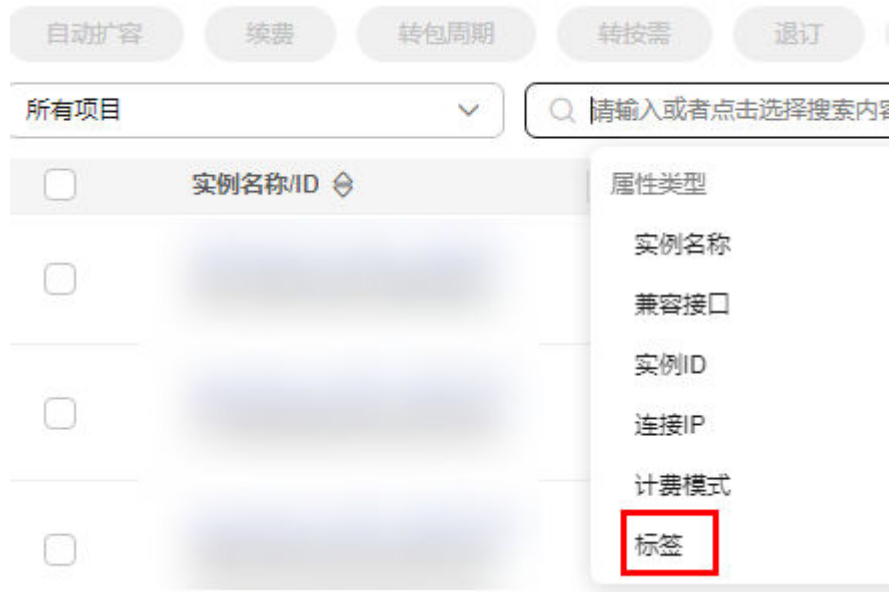 自动扩容 续费 转包周期 转按需 退订
所有项目 请输入或者点击选择搜索内容
实例名称/ID 属性类型
实例名称
兼容接口
实例ID
连接IP
计费模式
标签